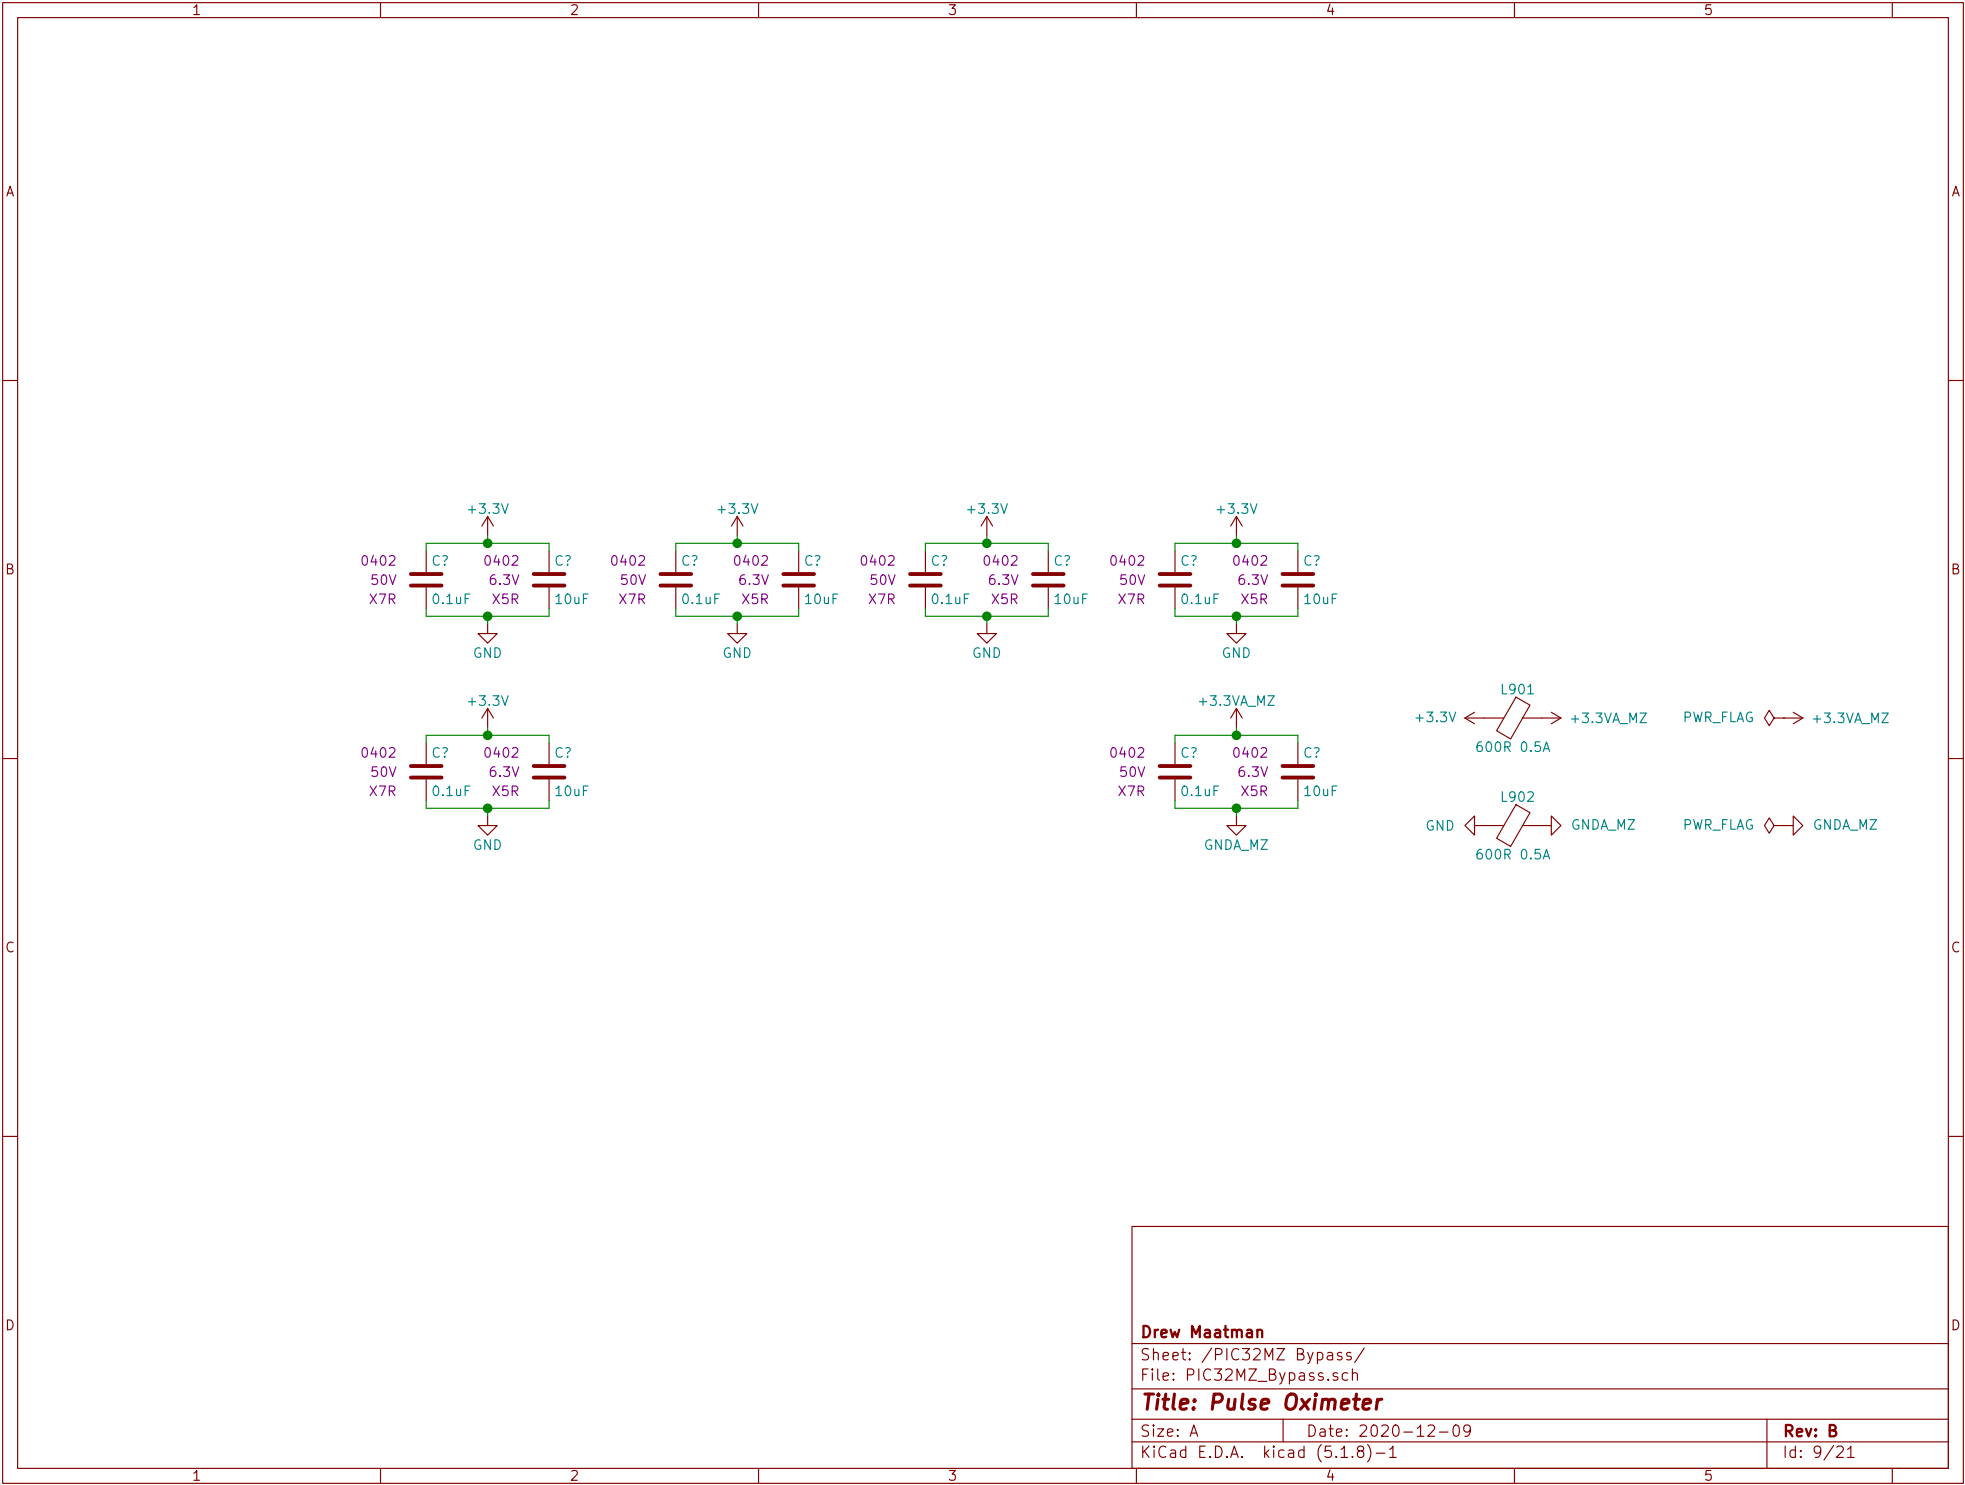 1 2 3 4 5
A A
+3.3V +3.3V +3.3V +3.3V
0402 C? 0402 C? 0402 C? 0402 C? 0402 C? 0402 C? 0402 C? 0402 C?
B B
50V 6.3V 50V 6.3V 50V 6.3V 50V 6.3V
X7R 0.1uF X5R 10uF X7R 0.1uF X5R 10uF X7R 0.1uF X5R 10uF X7R 0.1uF X5R 10uF
GND GND GND GND
L901
+3.3V +3.3VA_MZ
+3.3V +3.3VA_MZ PWR_FLAG +3.3VA_MZ
600R 0.5A
0402 C? 0402 C? 0402 C? 0402 C?
50V 6.3V 50V 6.3V
X7R 0.1uF X5R 10uF X7R 0.1uF X5R 10uF
L902
GND GNDA_MZ PWR_FLAG GNDA_MZ
GND GNDA_MZ
600R 0.5A
C C
D D
Drew Maatman
Sheet: /PIC32MZ Bypass/
File: PIC32MZ_Bypass.sch
Title: Pulse Oximeter
Size: A Date: 2020-12-09 Rev: B
KiCad E.D.A. kicad (5.1.8)-1 Id: 9/21
1 2 3 4 5